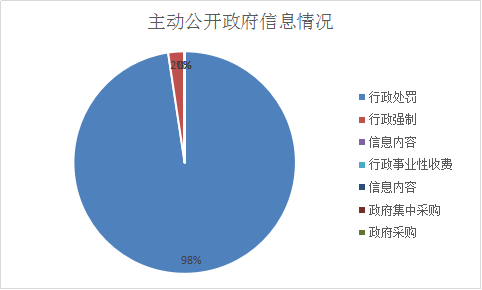 主动公开政府信息情况
2%
0%
98%
行政处罚
行政强制
信息内容
行政事业性收费
信息内容
政府集中采购
政府采购